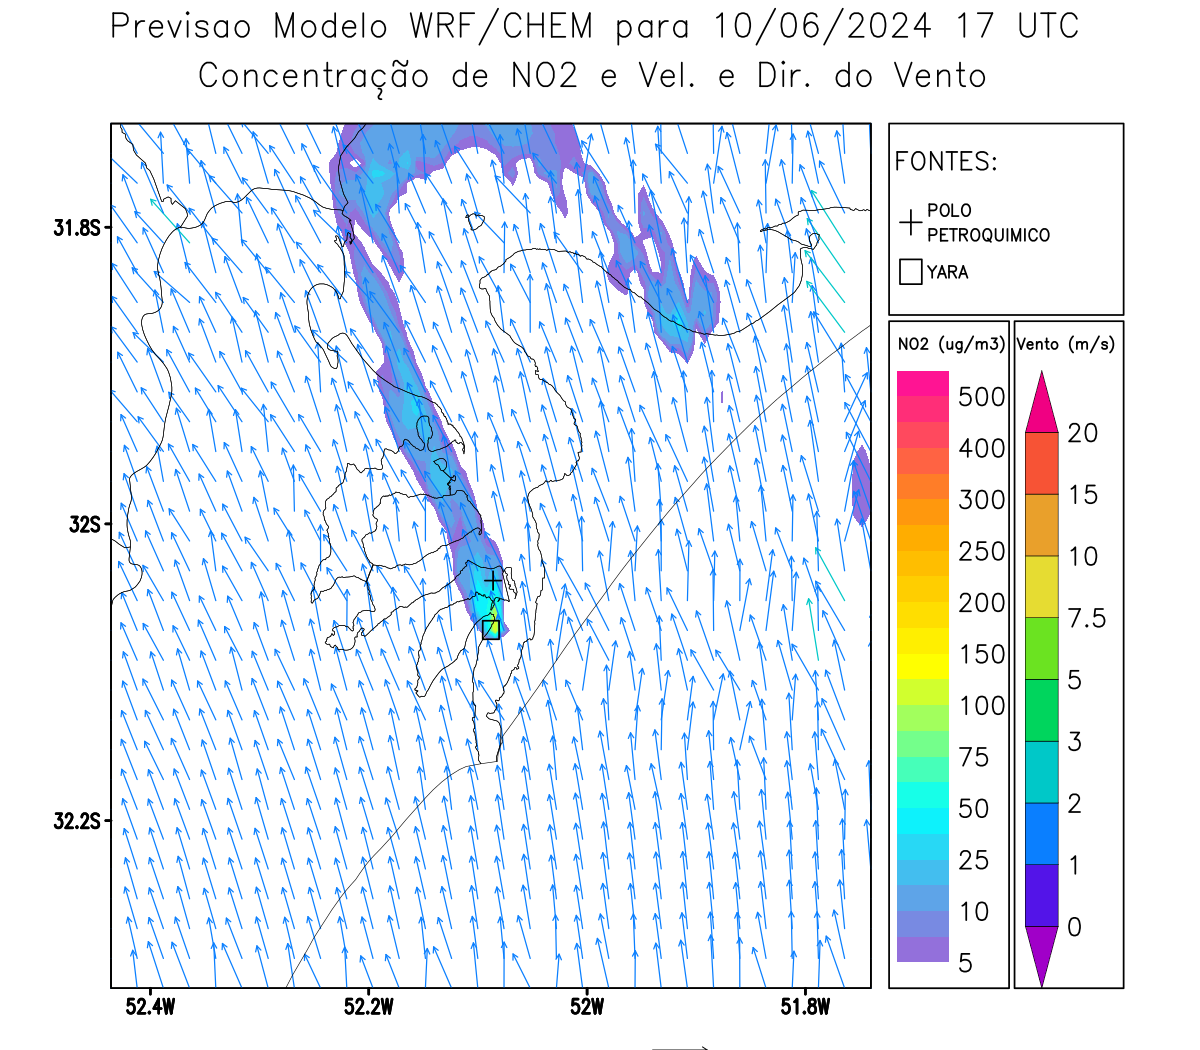 Previsao Modelo WRF/CHEM para 10/06/2024 17 UTC
Concentração de NO2 e Vel. e Dir. do Vento
FONTES:
POLO
PETROQUIMICO
YARA
NO2 (ug/m3)
500
400
300
250
200
150
100
75
50
25
10
5
Vento (m/s)
20
15
10
7.5
5
3
2
1
0
31.8S
32S
32.2S
52.4W
52.2W
52W
51.8W